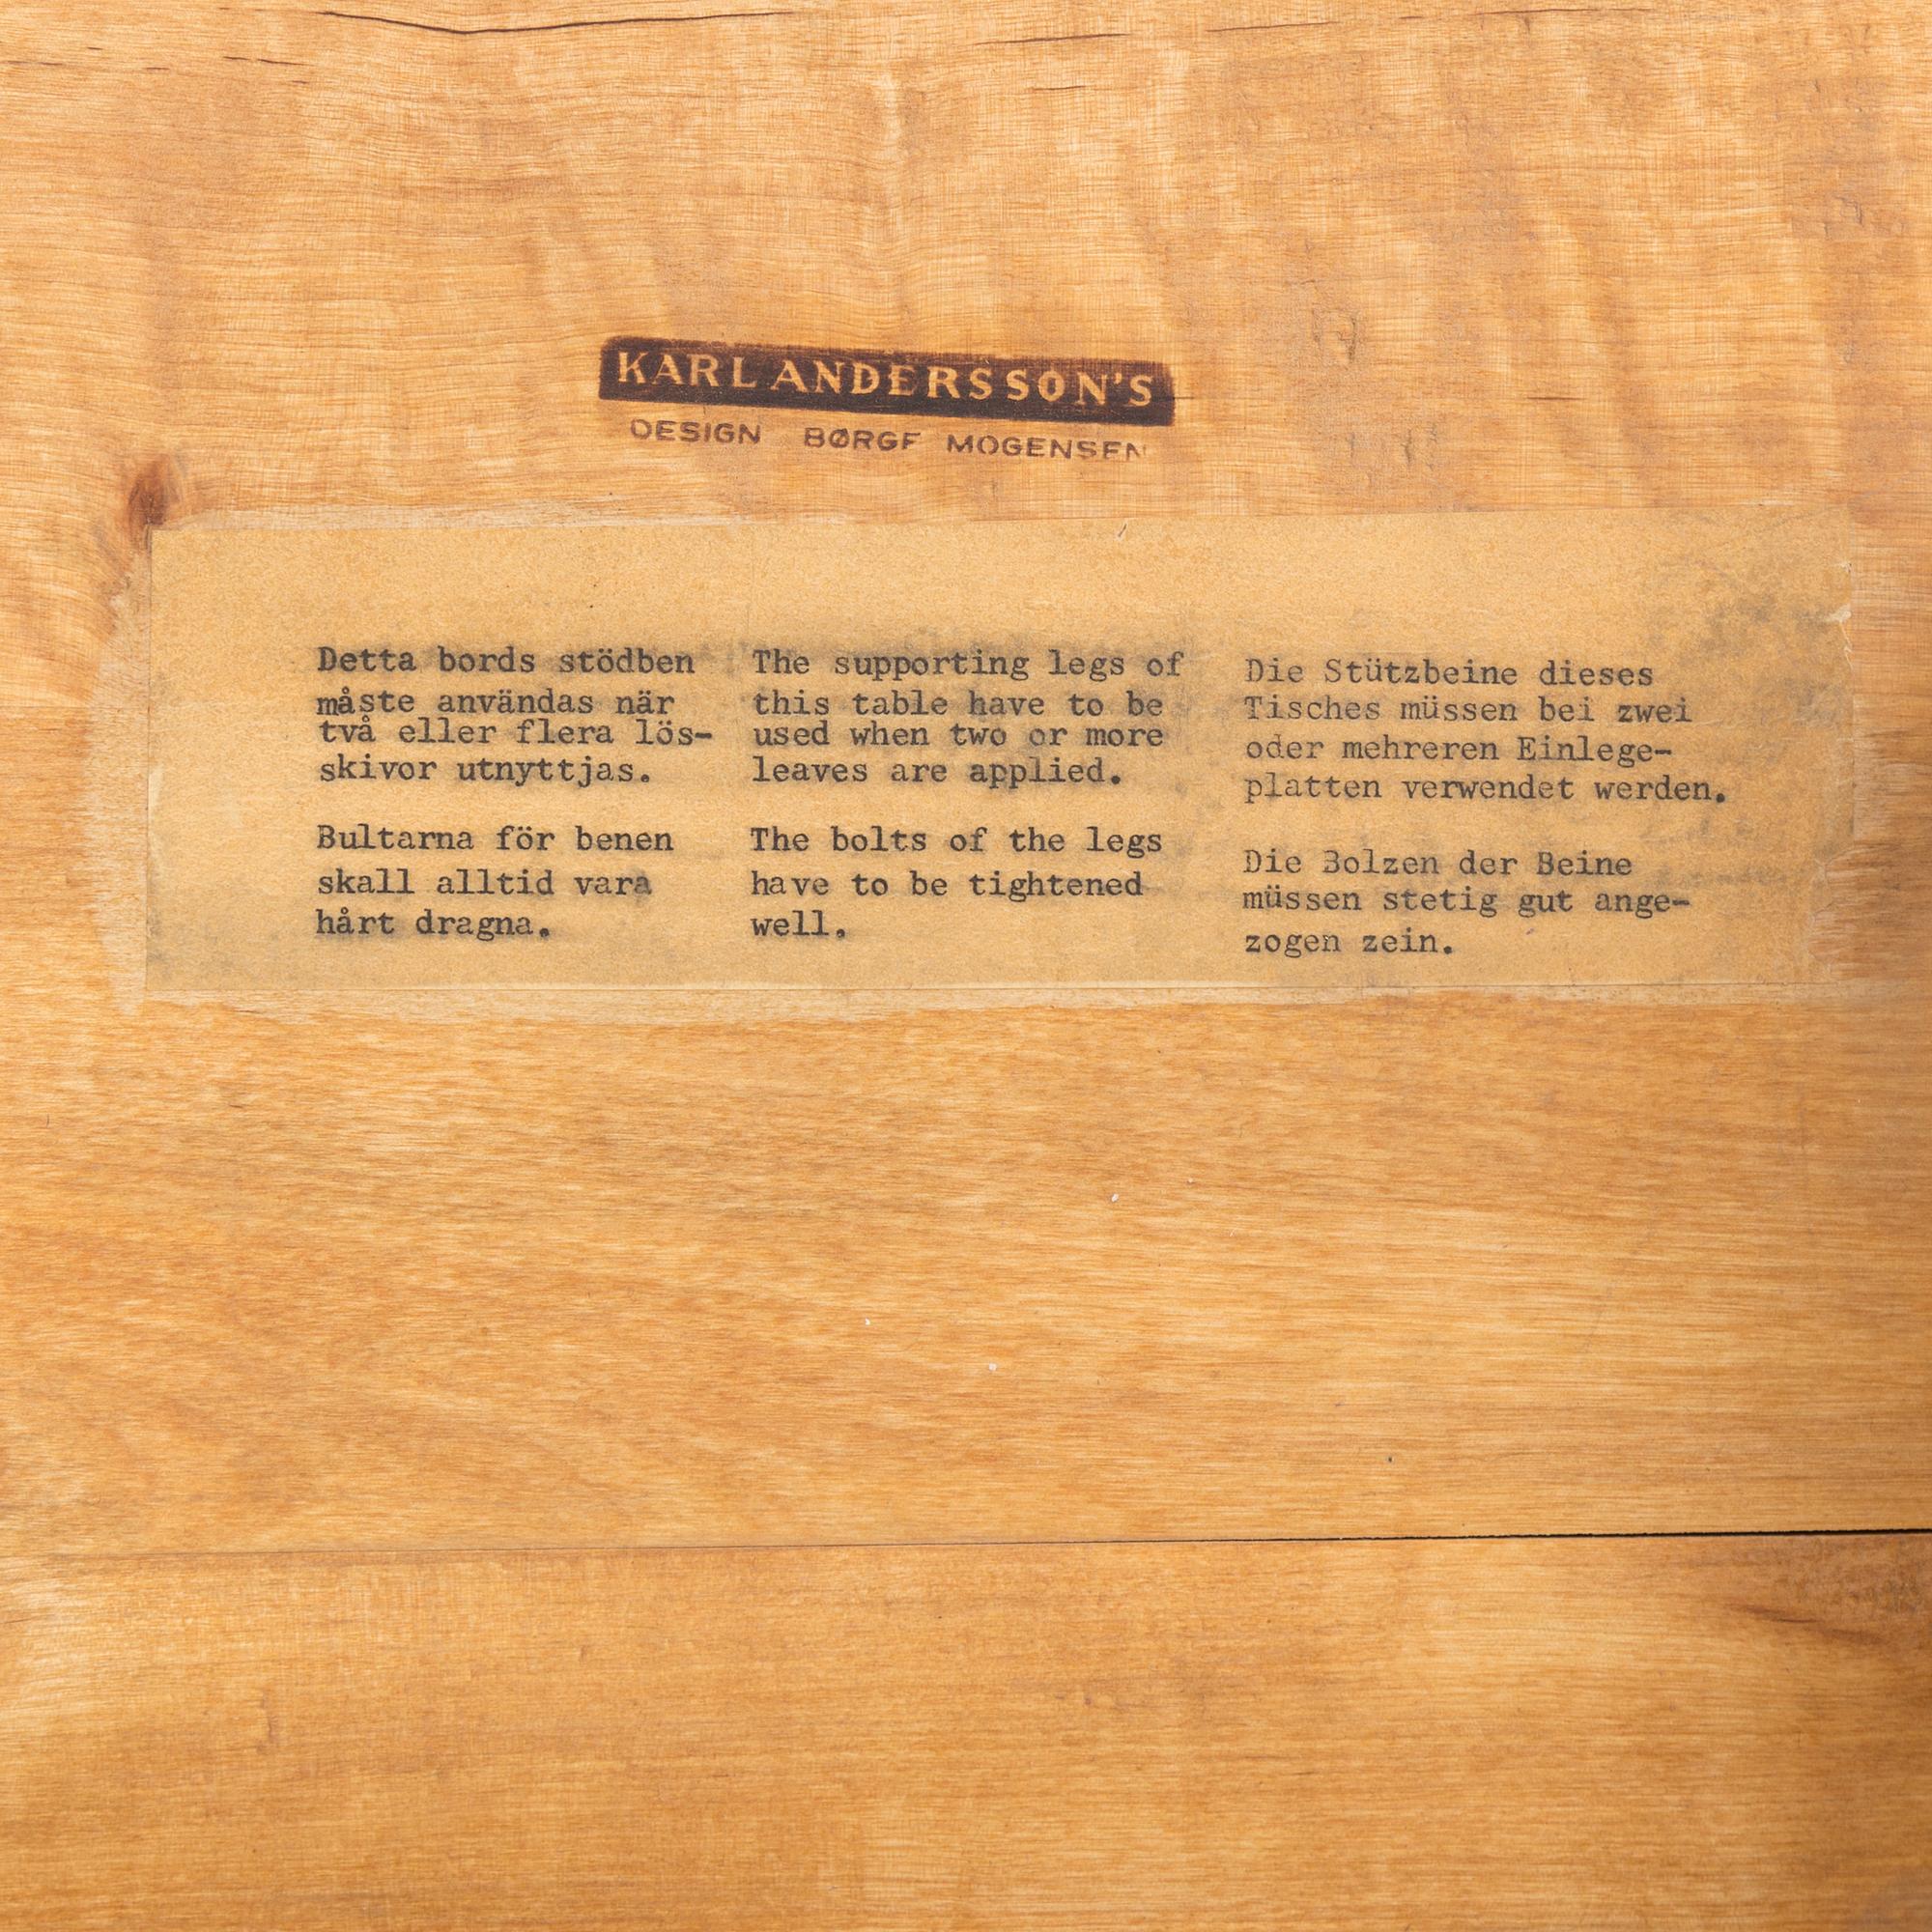 KARL ANDERSSON'S
DESIGN BØRGE MOGENSEN
Detta bords stödben
måste användas när
två eller flera lös-
skivor utnyttjas.
Bultarna för benen
skall alltid vara
hårt dragna.
The supporting legs of
this table have to be
used when two or more
leaves are applied.
The bolts of the legs
have to be tightened
well.
Die Stützbeine dieses
Tisches müssen bei zwei
oder mehreren Einlege-
platten verwendet werden.
Die Bolzen der Beine
müssen stetig gut ange-
zogen zein.